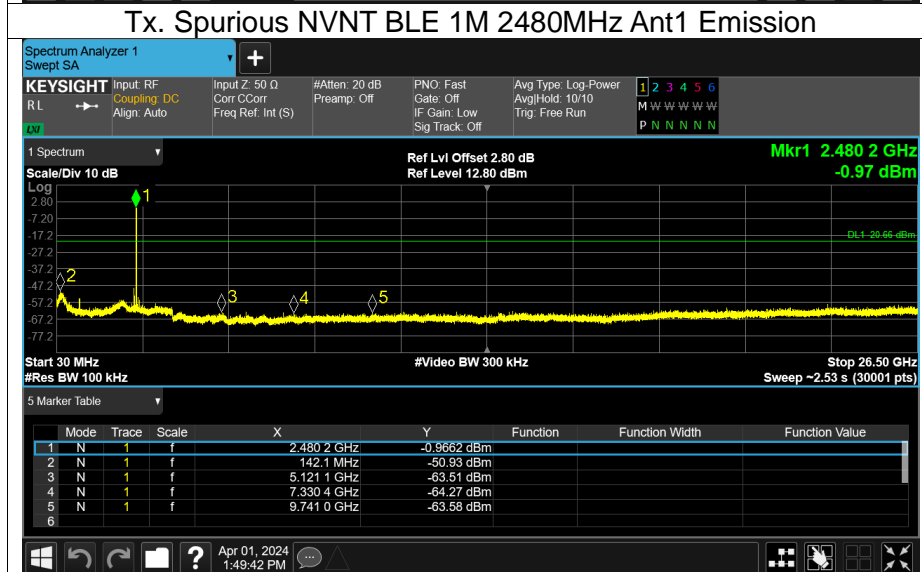 Tx. Spurious NVNT BLE 1M 2480MHz Ant1 Emission
Spectrum Analyzer 1
Swept SA
KEYSIGHT Input: RF Input Z: 50 Ω #Atten: 20 dB PNO: Fast Avg Type: Log-Power 1 2 3 4 5 6
RL Coupling: DC Corr CCorr Preamp: Off Gate: Off Avg|Hold: 10/10 M W W W W W
Align: Auto Freq Ref: Int (S) IF Gain: Low Trig: Free Run
LXI Sig Track: Off P N N N N N
1 Spectrum Ref Lvl Offset 2.80 dB Mkr1 2.480 2 GHz
Scale/Div 10 dB Ref Level 12.80 dBm -0.97 dBm
Log
2.80 1
-7.20
-17.2 DL1 -20.66 dBm
-27.2
-37.2
-47.2 2
-57.2 3 4 5
-67.2
-77.2
Start 30 MHz #Video BW 300 kHz Stop 26.50 GHz
#Res BW 100 kHz Sweep ~2.53 s (30001 pts)
5 Marker Table
Mode Trace Scale X Y Function Function Width Function Value
1 N 1 f 2.480 2 GHz -0.9662 dBm
2 N 1 f 142.1 MHz -50.93 dBm
3 N 1 f 5.121 1 GHz -63.51 dBm
4 N 1 f 7.330 4 GHz -64.27 dBm
5 N 1 f 9.741 0 GHz -63.58 dBm
6
? Apr 01, 2024
1:49:42 PM